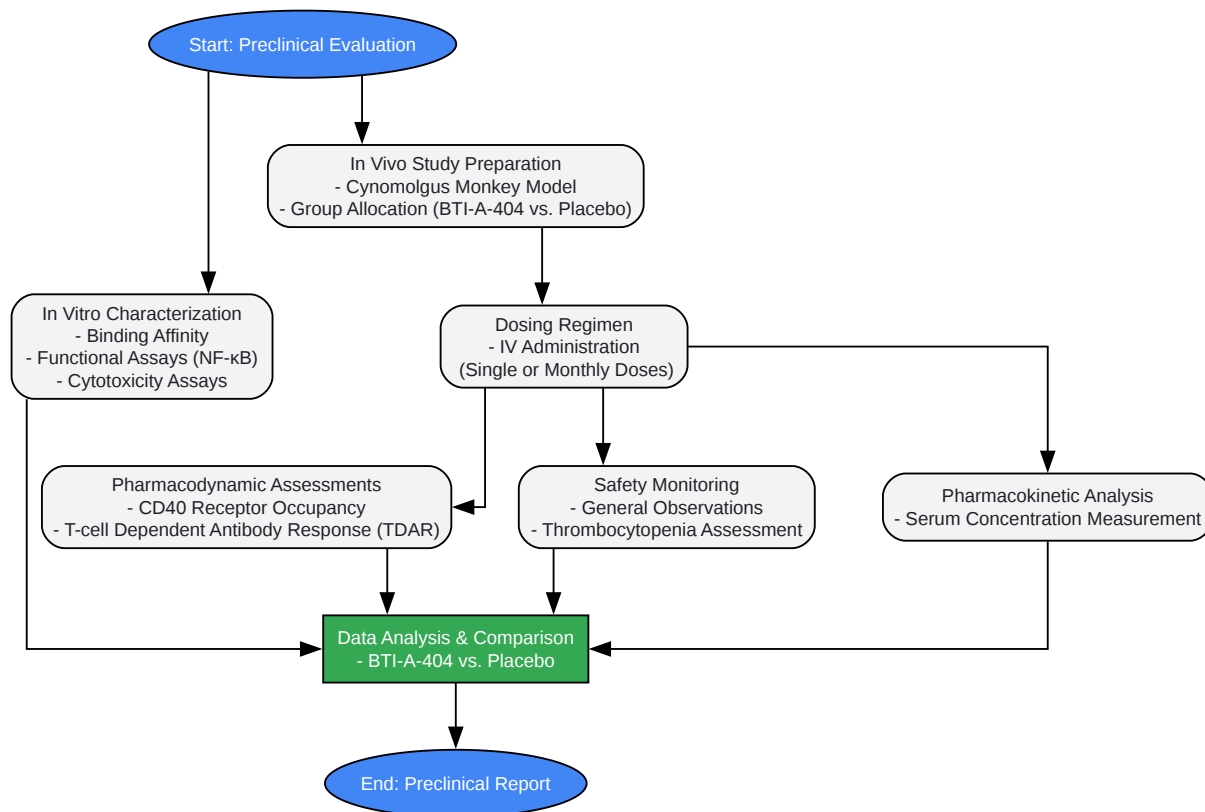 Start: Preclinical Evaluation
In Vivo Study Preparation
- Cynomolgus Monkey Model
- Group Allocation (BTI-A-404 vs. Placebo)
In Vitro Characterization
- Binding Affinity
- Functional Assays (NF-κB)
- Cytotoxicity Assays
Dosing Regimen
- IV Administration
(Single or Monthly Doses)
Pharmacodynamic Assessments
- CD40 Receptor Occupancy
- T-cell Dependent Antibody Response (TDAR)
Safety Monitoring
- General Observations
- Thrombocytopenia Assessment
Pharmacokinetic Analysis
- Serum Concentration Measurement
Data Analysis & Comparison
- BTI-A-404 vs. Placebo
End: Preclinical Report